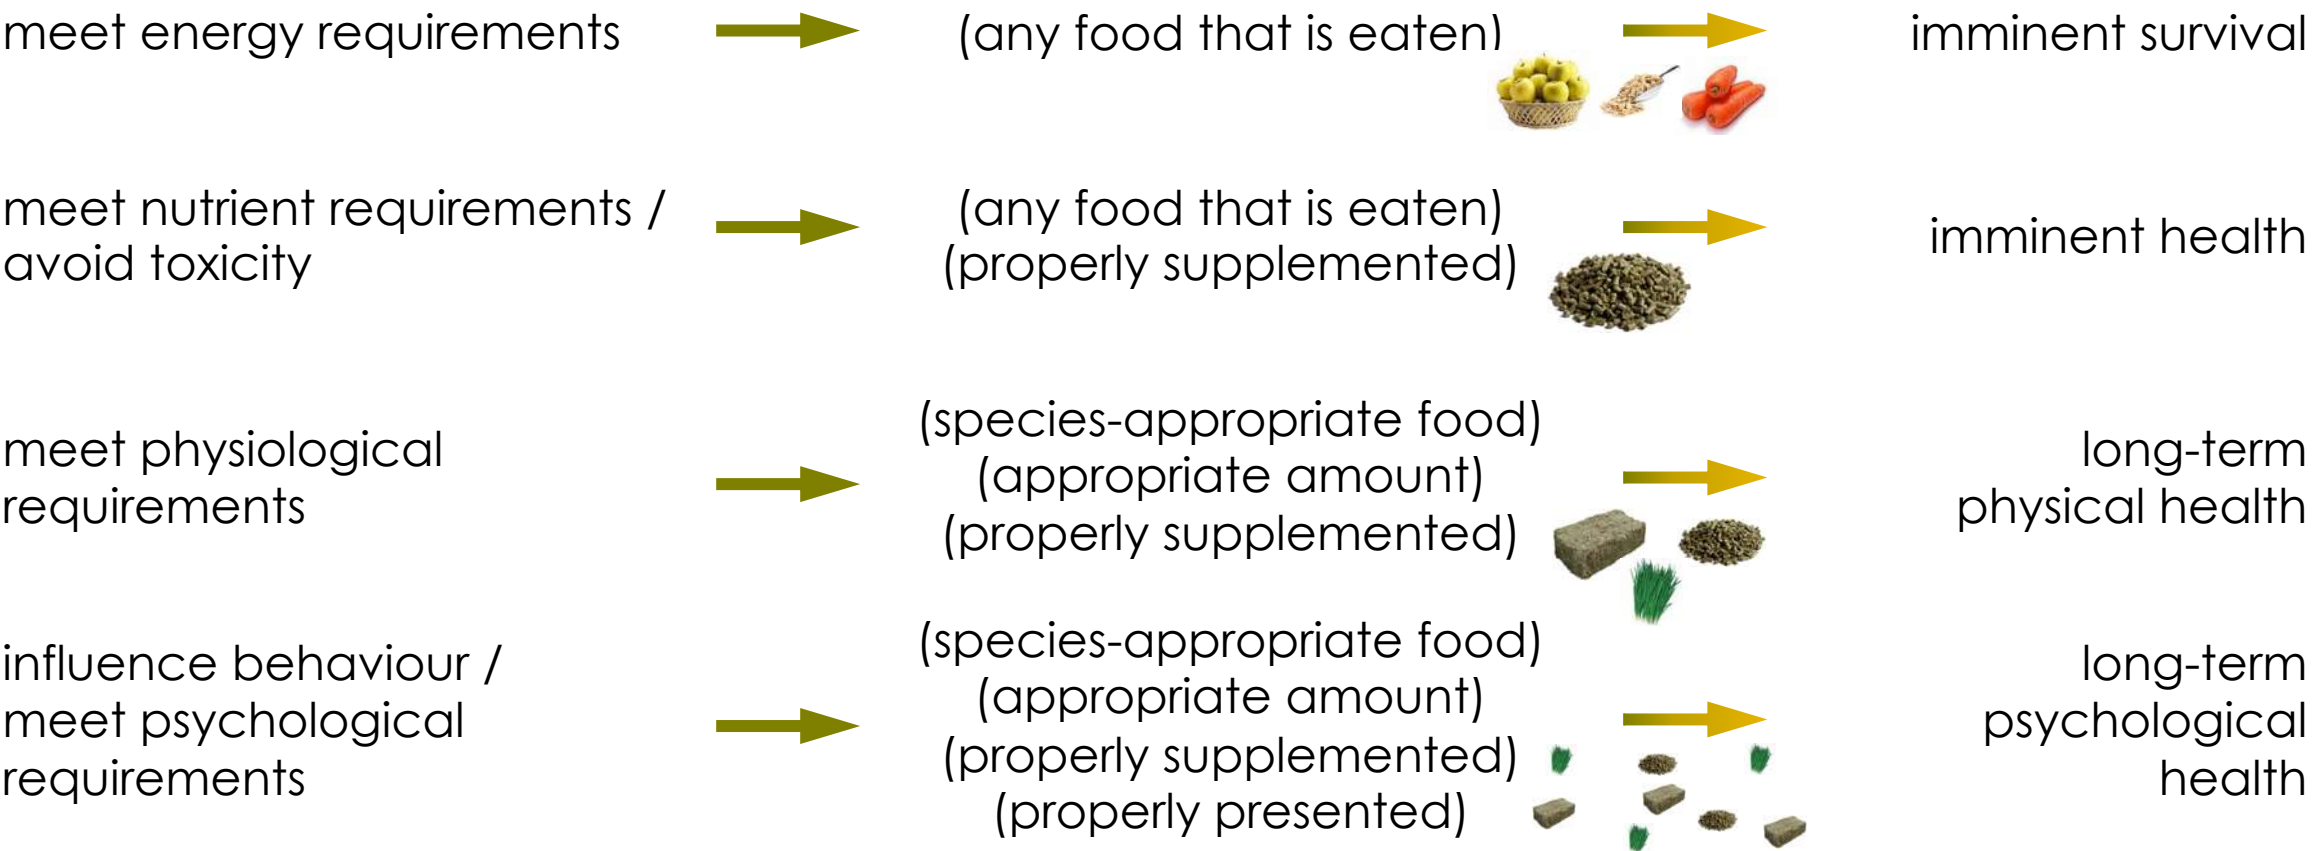 meet energy requirements
(any food that is eaten)
imminent survival
meet nutrient requirements /
avoid toxicity
(any food that is eaten)
(properly supplemented)
imminent health
meet physiological
requirements
(species-appropriate food)
(appropriate amount)
(properly supplemented)
long-term
physical health
influence behaviour /
meet psychological
requirements
(species-appropriate food)
(appropriate amount)
(properly supplemented)
(properly presented)
long-term
psychological
health